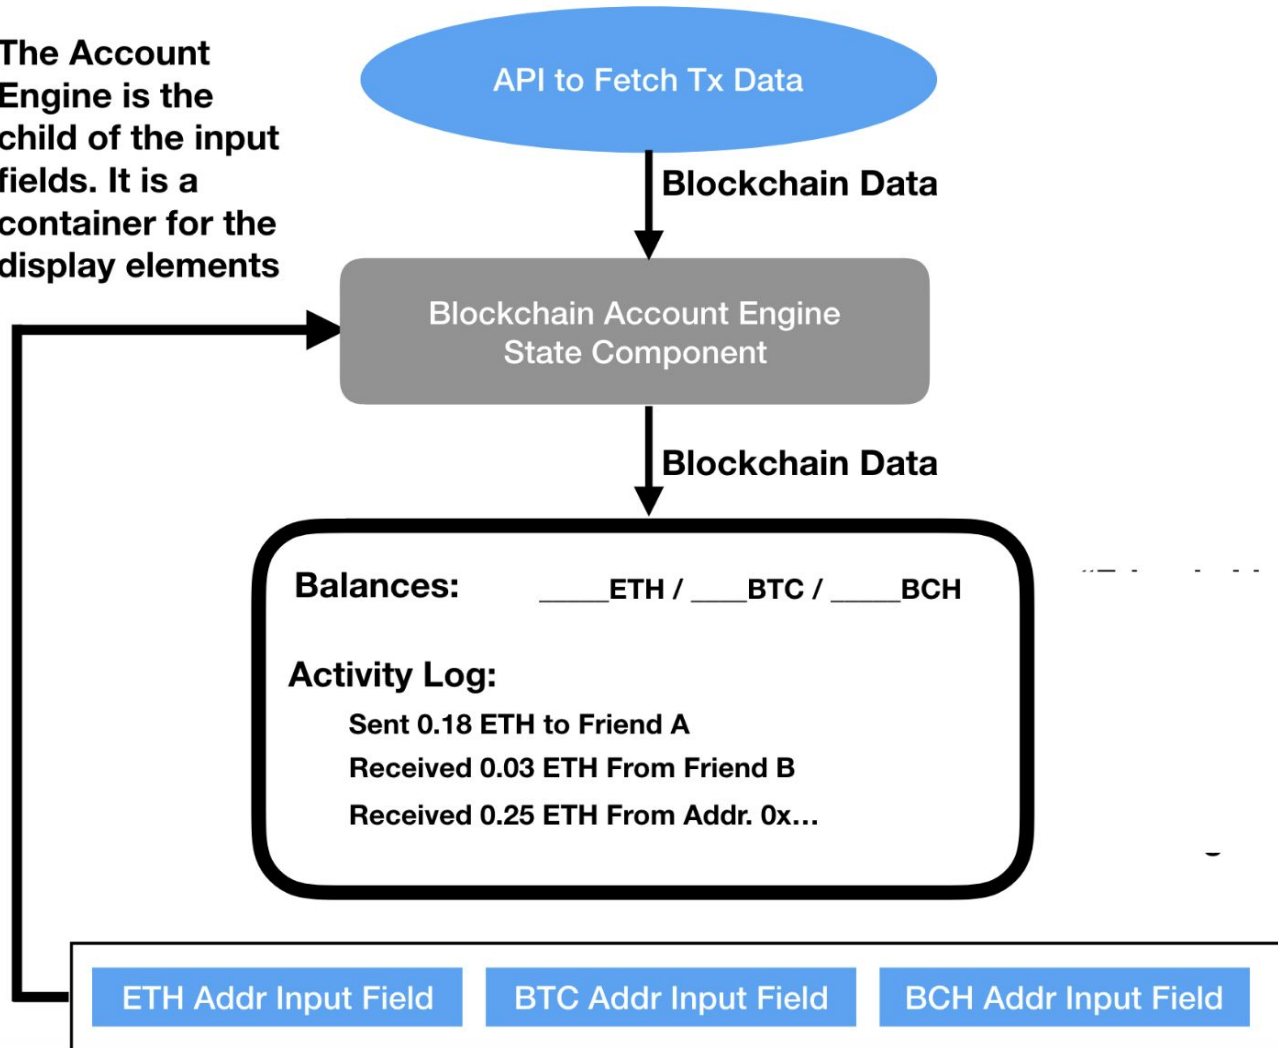 The Account
Engine is the
child of the input
fields. It is a
container for the
display elements
API to Fetch Tx Data
Blockchain Data
Blockchain Account Engine
State Component
Blockchain Data
Balances: _____ETH / ____BTC / _____BCH
Activity Log:
Sent 0.18 ETH to Friend A
Received 0.03 ETH From Friend B
Received 0.25 ETH From Addr. 0x...
ETH Addr Input Field
BTC Addr Input Field
BCH Addr Input Field